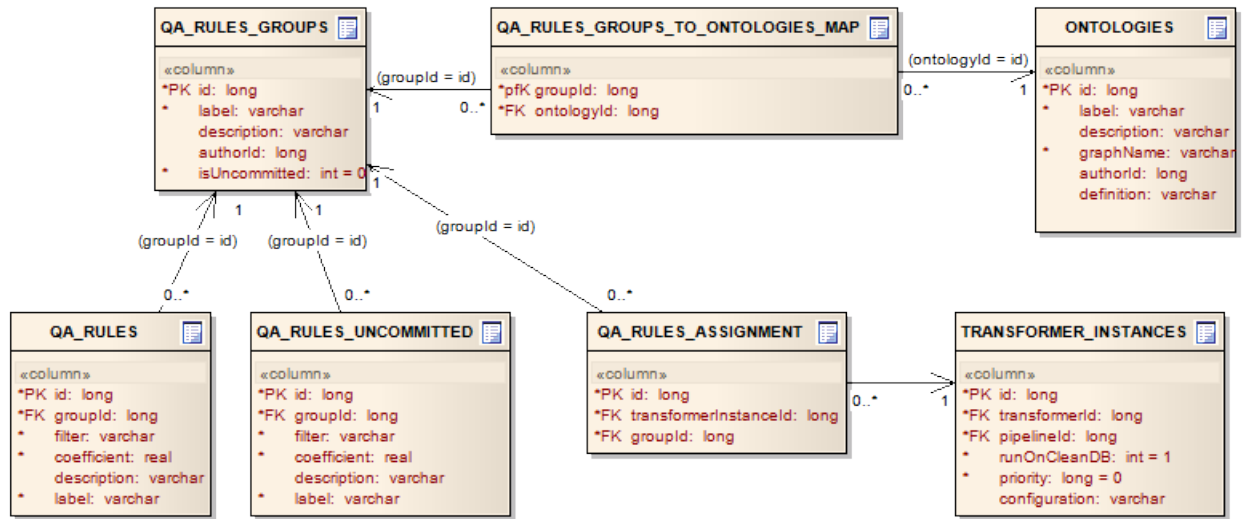 QA_RULES_GROUPS
«column»
*PK id: long
* label: varchar
description: varchar
authorId: long
* isUncommitted: int = 0
(groupId = id)
1
0..*
QA_RULES_GROUPS_TO_ONTOLOGIES_MAP
«column»
*pfK groupId: long
*FK ontologyId: long
(ontologyId = id)
0..*
1
ONTOLOGIES
«column»
*PK id: long
* label: varchar
description: varchar
* graphName: varchar
authorId: long
definition: varchar
1
1
1
(groupId = id)
(groupId = id)
(groupId = id)
0..*
0..*
0..*
QA_RULES
«column»
*PK id: long
*FK groupId: long
* filter: varchar
* coefficient: real
description: varchar
* label: varchar
QA_RULES_UNCOMMITTED
«column»
*PK id: long
*FK groupId: long
* filter: varchar
* coefficient: real
description: varchar
* label: varchar
QA_RULES_ASSIGNMENT
«column»
*PK id: long
*FK transformerInstanceId: long
*FK groupId: long
0..*
1
TRANSFORMER_INSTANCES
«column»
*PK id: long
*FK transformerId: long
*FK pipelineId: long
* runOnCleanDB: int = 1
* priority: long = 0
configuration: varchar